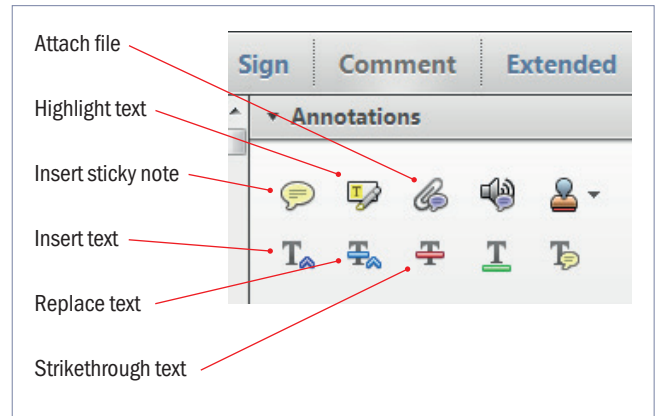 Attach file
Sign Comment Extended
Highlight text
Annotations
Insert sticky note
Insert text
Replace text
Strikethrough text